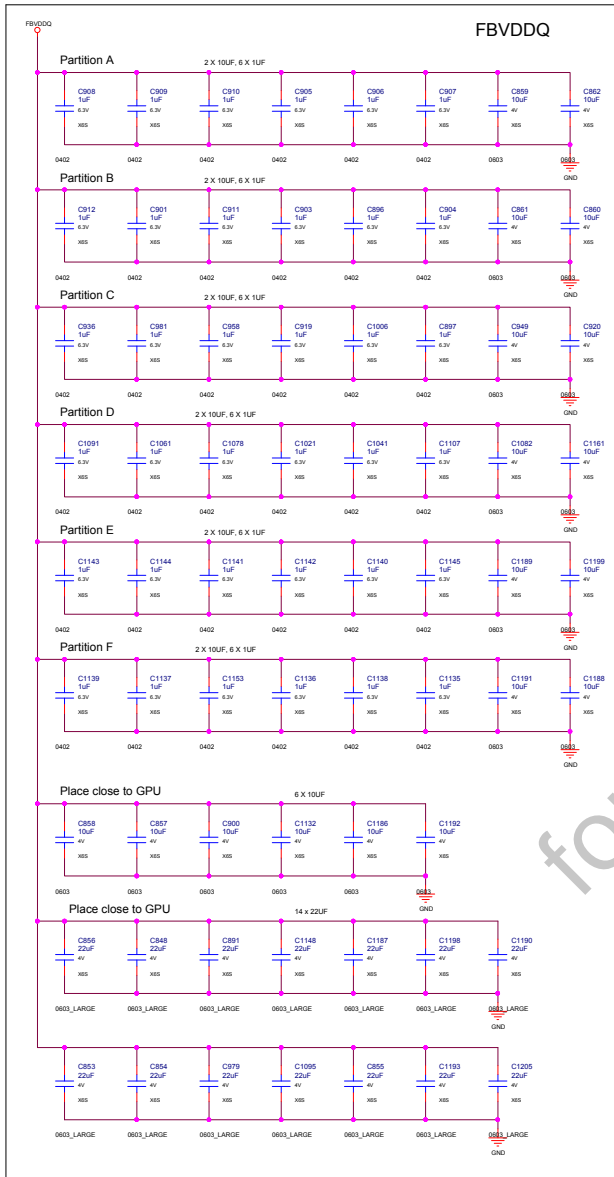 FBVDDQ
FBVDDQ
Partition A 2 X 10UF, 6 X 1UF
C908 C909 C910 C905 C906 C907 C859 C862
1uF 1uF 1uF 1uF 1uF 1uF 10uF 10uF
6.3V 6.3V 6.3V 6.3V 6.3V 6.3V 4V 4V
X6S X6S X6S X6S X6S X6S X6S X6S
0402 0402 0402 0402 0402 0402 0603 0603
GND
Partition B 2 X 10UF, 6 X 1UF
C912 C901 C911 C903 C896 C904 C861 C860
1uF 1uF 1uF 1uF 1uF 1uF 10uF 10uF
6.3V 6.3V 6.3V 6.3V 6.3V 6.3V 4V 4V
X6S X6S X6S X6S X6S X6S X6S X6S
0402 0402 0402 0402 0402 0402 0603 0603
GND
Partition C 2 X 10UF, 6 X 1UF
C936 C981 C958 C919 C1006 C897 C949 C920
1uF 1uF 1uF 1uF 1uF 1uF 10uF 10uF
6.3V 6.3V 6.3V 6.3V 6.3V 6.3V 4V 4V
X6S X6S X6S X6S X6S X6S X6S X6S
0402 0402 0402 0402 0402 0402 0603 0603
GND
Partition D 2 X 10UF, 6 X 1UF
C1091 C1061 C1078 C1021 C1041 C1107 C1082 C1161
1uF 1uF 1uF 1uF 1uF 1uF 10uF 10uF
6.3V 6.3V 6.3V 6.3V 6.3V 6.3V 4V 4V
X6S X6S X6S X6S X6S X6S X6S X6S
0402 0402 0402 0402 0402 0402 0603 0603
GND
Partition E 2 X 10UF, 6 X 1UF
C1143 C1144 C1141 C1142 C1140 C1145 C1189 C1199
1uF 1uF 1uF 1uF 1uF 1uF 10uF 10uF
6.3V 6.3V 6.3V 6.3V 6.3V 6.3V 4V 4V
X6S X6S X6S X6S X6S X6S X6S X6S
0402 0402 0402 0402 0402 0402 0603 0603
GND
Partition F 2 X 10UF, 6 X 1UF
C1139 C1137 C1153 C1136 C1138 C1135 C1191 C1188
1uF 1uF 1uF 1uF 1uF 1uF 10uF 10uF
6.3V 6.3V 6.3V 6.3V 6.3V 6.3V 4V 4V
X6S X6S X6S X6S X6S X6S X6S X6S
0402 0402 0402 0402 0402 0402 0603 0603
GND
Place close to GPU 6 X 10UF
C858 C857 C900 C1132 C1186 C1192
10uF 10uF 10uF 10uF 10uF 10uF
4V 4V 4V 4V 4V 4V
X6S X6S X6S X6S X6S X6S
0603 0603 0603 0603 0603 0603
GND
fo
Place close to GPU 14 x 22UF
C856 C848 C891 C1148 C1187 C1198 C1190
22uF 22uF 22uF 22uF 22uF 22uF 22uF
4V 4V 4V 4V 4V 4V 4V
X6S X6S X6S X6S X6S X6S X6S
0603_LARGE 0603_LARGE 0603_LARGE 0603_LARGE 0603_LARGE 0603_LARGE 0603_LARGE
GND
C853 C854 C979 C1095 C855 C1193 C1205
22uF 22uF 22uF 22uF 22uF 22uF 22uF
4V 4V 4V 4V 4V 4V 4V
X6S X6S X6S X6S X6S X6S X6S
0603_LARGE 0603_LARGE 0603_LARGE 0603_LARGE 0603_LARGE 0603_LARGE 0603_LARGE
GND